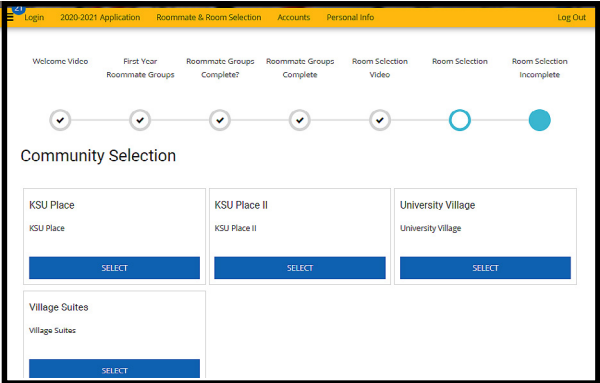 21
Login 2020-2021 Application Roommate & Room Selection Accounts Personal Info Log Out
Welcome Video First Year Roommate Groups Roommate Groups Room Selection Room Selection Room Selection
Roommate Groups Complete? Complete Video Incomplete
Community Selection
KSU Place KSU Place II University Village
KSU Place KSU Place II University Village
SELECT SELECT SELECT
Village Suites
Village Suites
SELECT